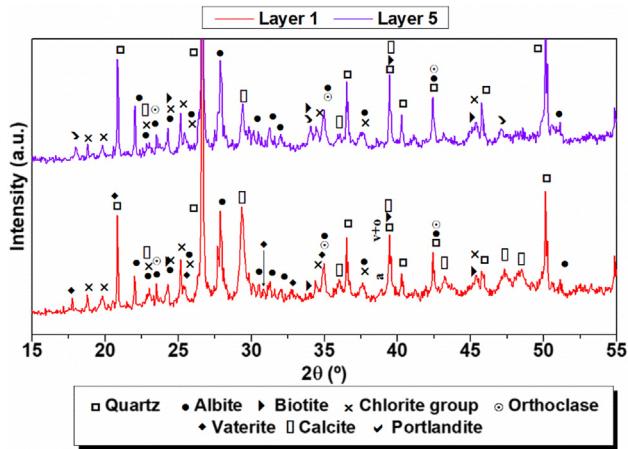 Layer 1 Layer 5
Intensity (a.u.)
a v+o
15 20 25 30 35 40 45 50 55
2θ (º)
Quartz Albite Biotite Chlorite group Orthoclase
Vaterite Calcite Portlandite